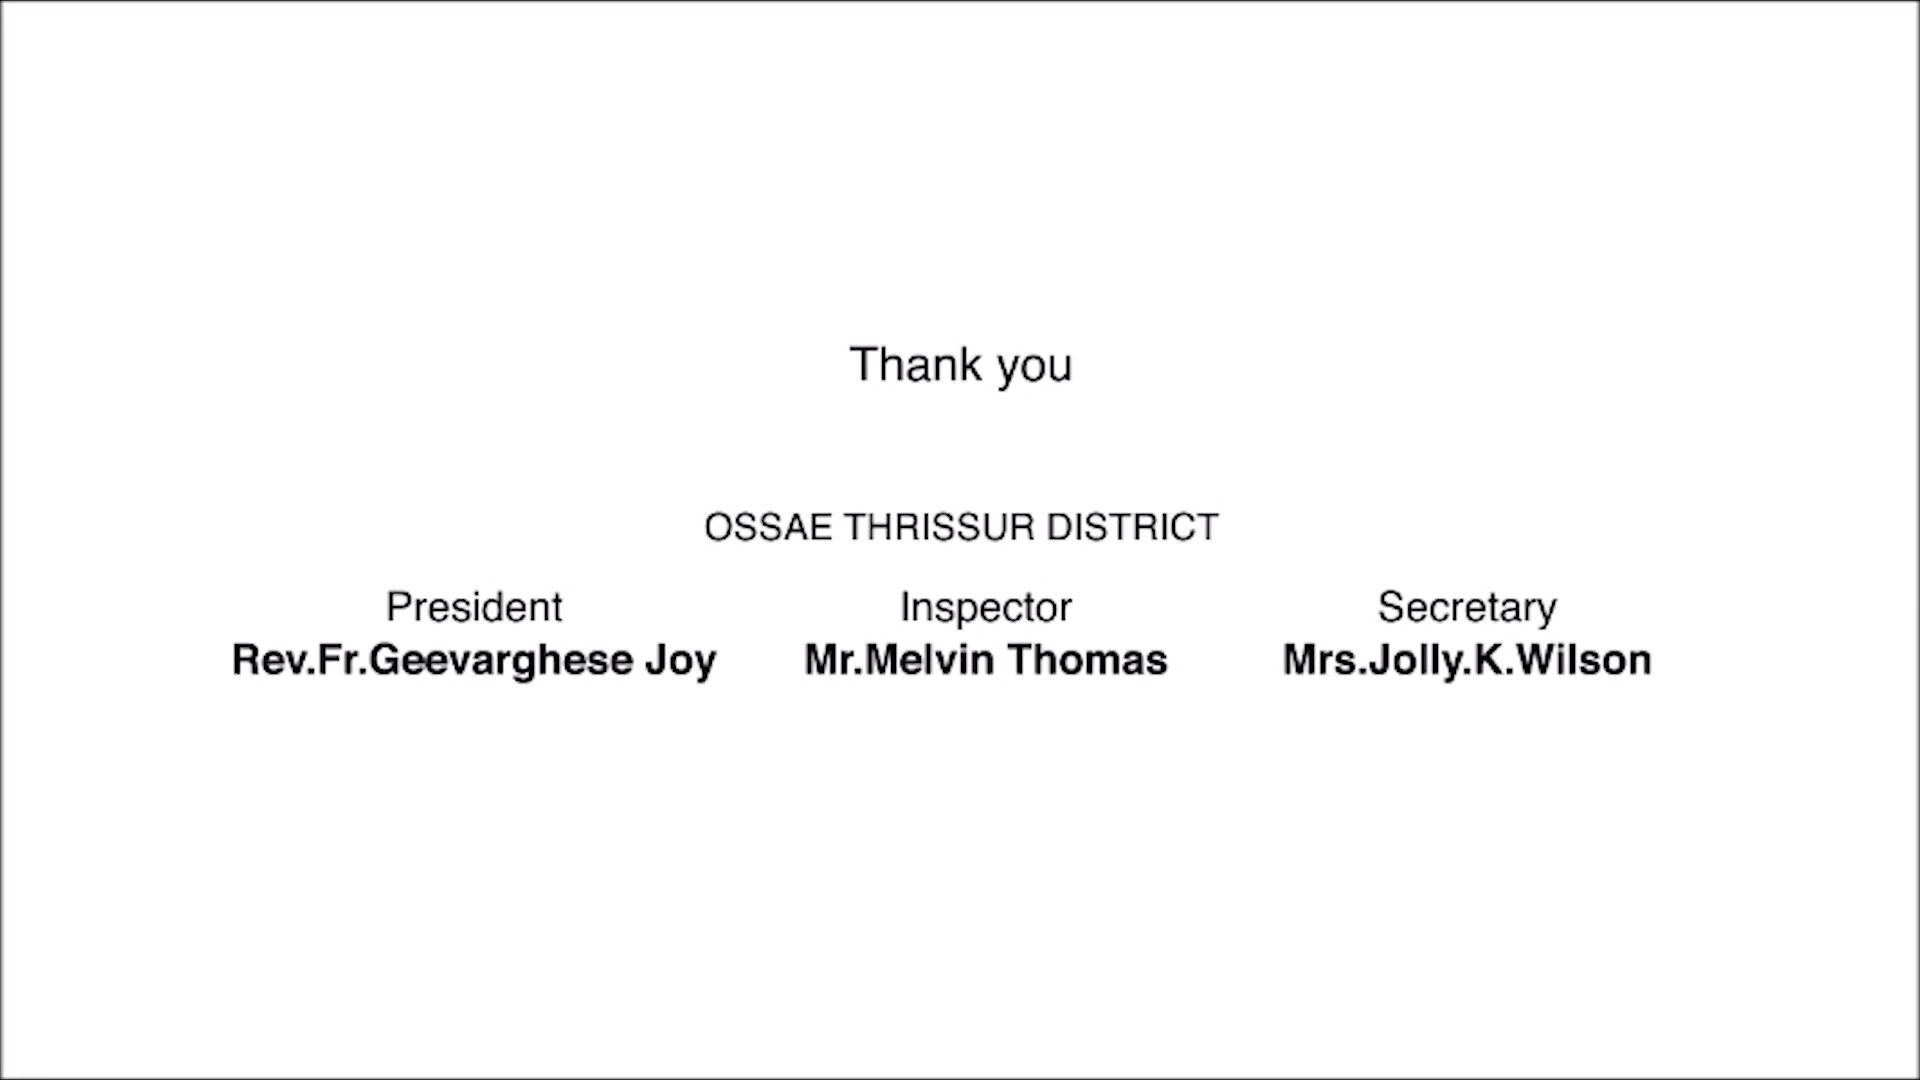 Thank you
OSSAE THRISSUR DISTRICT
President Inspector Secretary
Rev.Fr.Geevarghese Joy Mr.Melvin Thomas Mrs.Jolly.K.Wilson